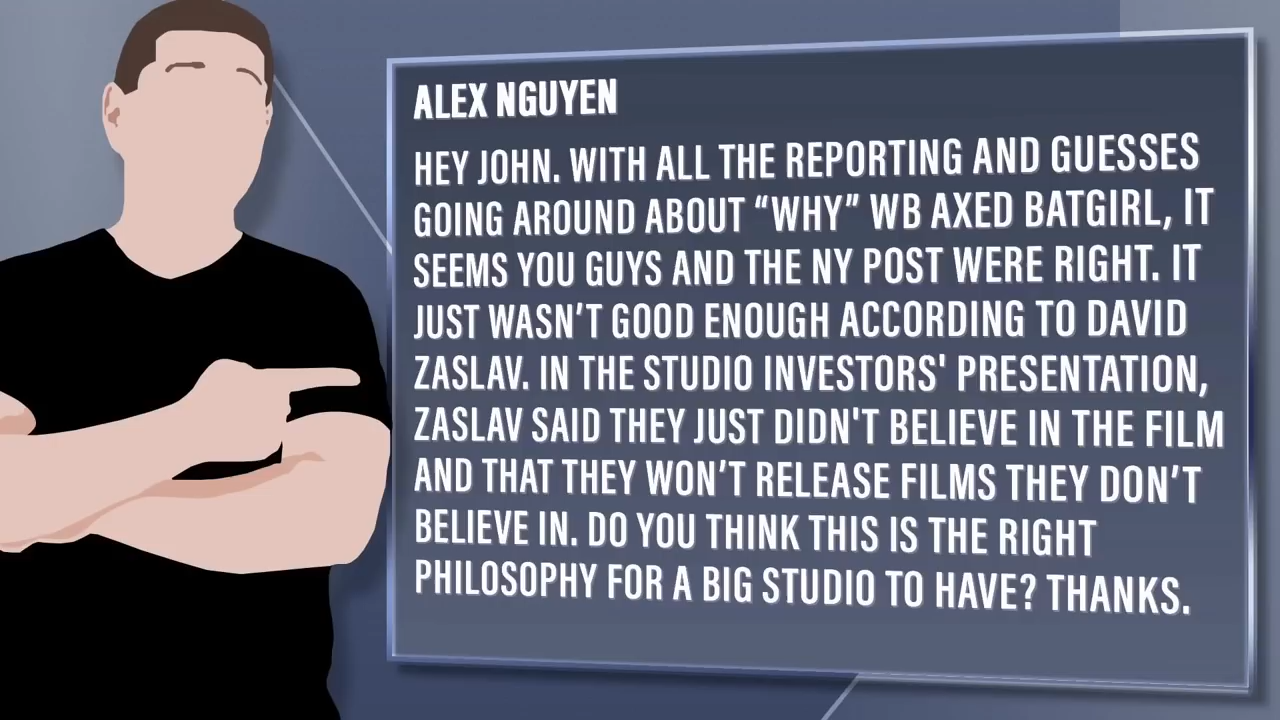 ALEX NGUYEN
HEY JOHN. WITH ALL THE REPORTING AND GUESSES
GOING AROUND ABOUT “WHY” WB AXED BATGIRL, IT
SEEMS YOU GUYS AND THE NY POST WERE RIGHT. IT
JUST WASN’T GOOD ENOUGH ACCORDING TO DAVID
ZASLAV. IN THE STUDIO INVESTORS' PRESENTATION,
ZASLAV SAID THEY JUST DIDN'T BELIEVE IN THE FILM
AND THAT THEY WON’T RELEASE FILMS THEY DON’T
BELIEVE IN. DO YOU THINK THIS IS THE RIGHT
PHILOSOPHY FOR A BIG STUDIO TO HAVE? THANKS.